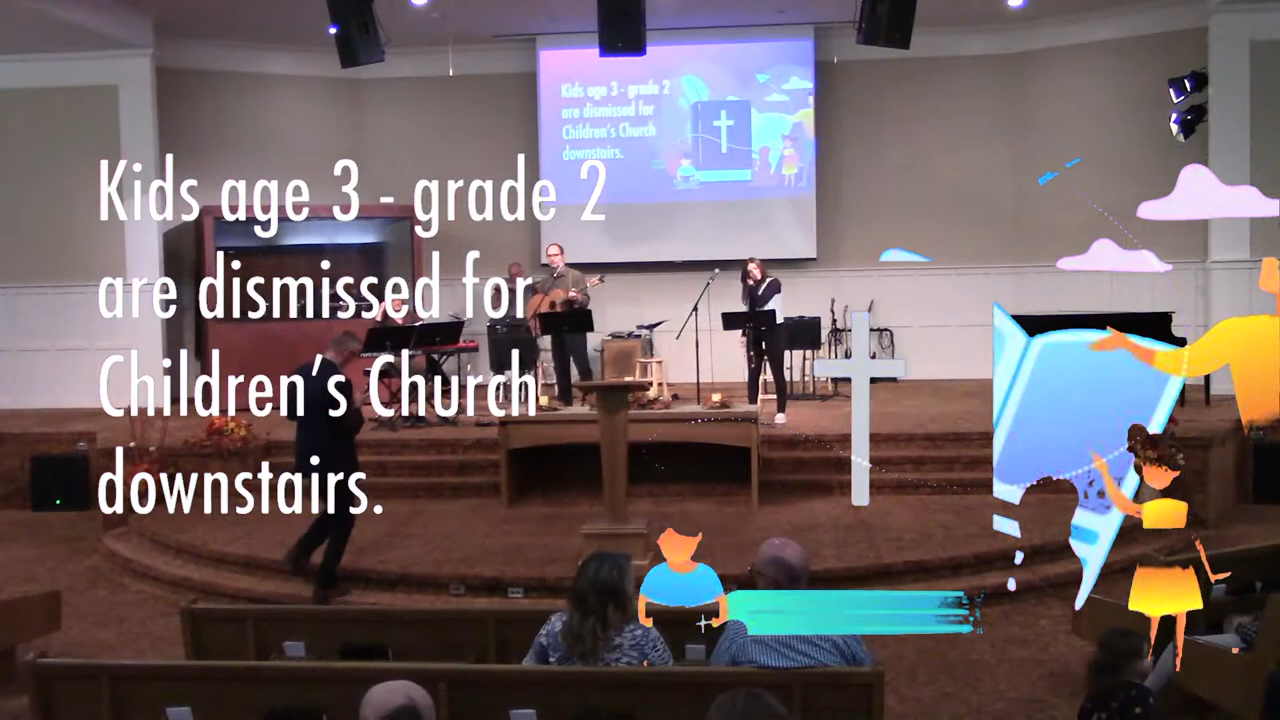 Kids age 3 - grade 2
are dismissed for
Children's Church
downstairs.
Kids age 3 - grade 2
are dismissed for
Children's Church
downstairs.